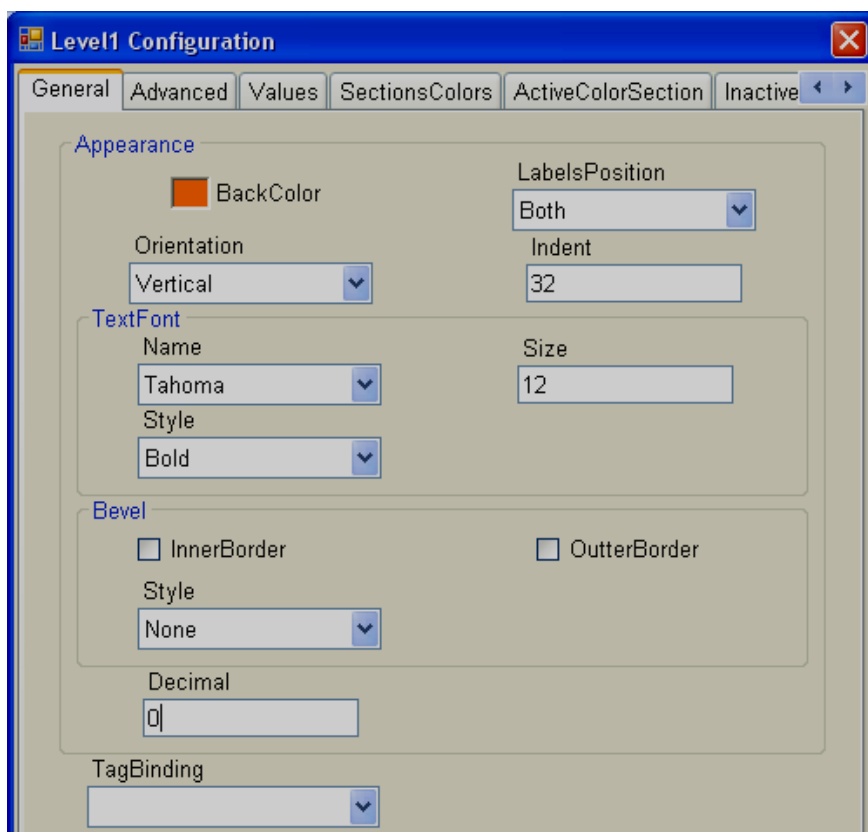 Level1 Configuration
General Advanced Values SectionsColors ActiveColorSection Inactive
Appearance
BackColor
LabelsPosition
Both
Orientation
Indent
Vertical
32
TextFont
Name
Size
Tahoma
12
Style
Bold
Bevel
InnerBorder
OutterBorder
Style
None
Decimal
0
TagBinding